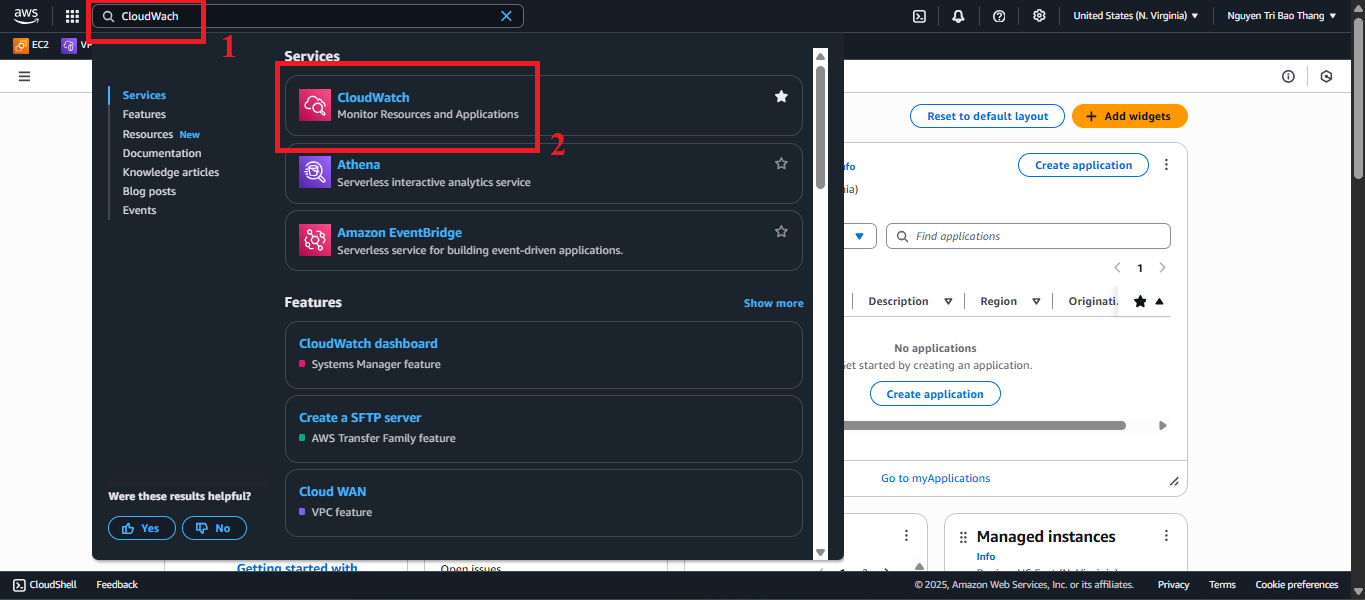 aws
CloudWach
United States (N. Virginia)
Nguyen Tri Bao Thang
1
EC2
Services
Services
Features
Resources New
Documentation
Knowledge articles
Blog posts
Events
CloudWatch
Monitor Resources and Applications
2
Athena
Serverless interactive analytics service
Amazon EventBridge
Serverless service for building event-driven applications.
Features
Show more
CloudWatch dashboard
Systems Manager feature
Create a SFTP server
AWS Transfer Family feature
Cloud WAN
VPC feature
Were these results helpful?
Yes
No
Reset to default layout
Add widgets
Create application
Find applications
1
Description
Region
Originati
No applications
Get started by creating an application.
Create application
Go to myApplications
Managed instances
Info
Getting started with
Open issues
CloudShell
Feedback
© 2025, Amazon Web Services, Inc. or its affiliates.
Privacy
Terms
Cookie preferences